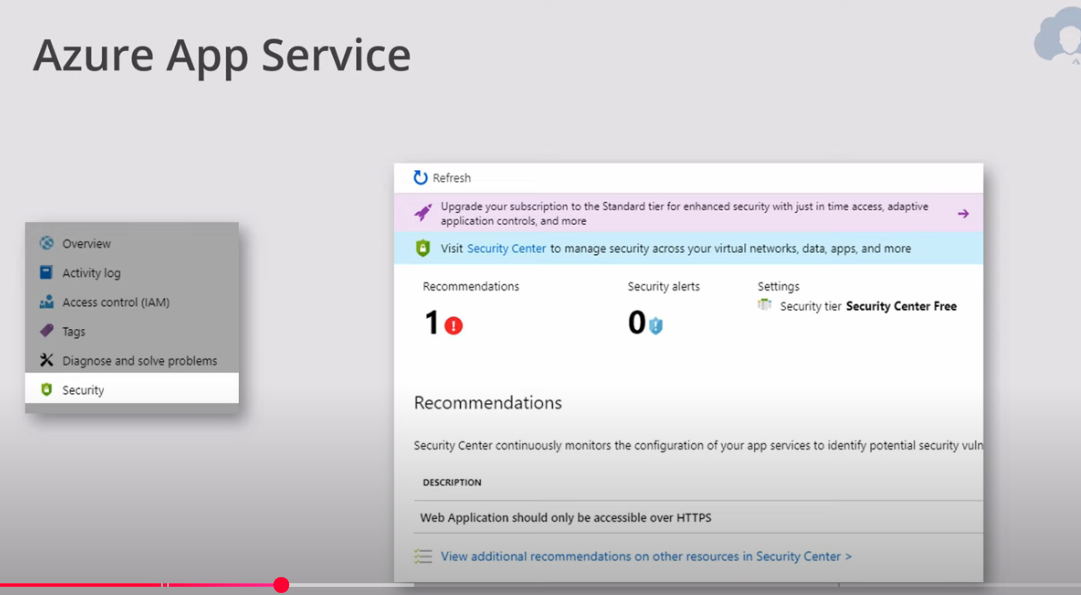 Azure App Service
Overview
Activity log
Access control (IAM)
Tags
Diagnose and solve problems
Security
Refresh
Upgrade your subscription to the Standard tier for enhanced security with just in time access, adaptive
application controls, and more
Visit Security Center to manage security across your virtual networks, data, apps, and more
Recommendations
1
Security alerts
0
Settings
Security tier Security Center Free
Recommendations
Security Center continuously monitors the configuration of your app services to identify potential security vuln
DESCRIPTION
Web Application should only be accessible over HTTPS
View additional recommendations on other resources in Security Center >